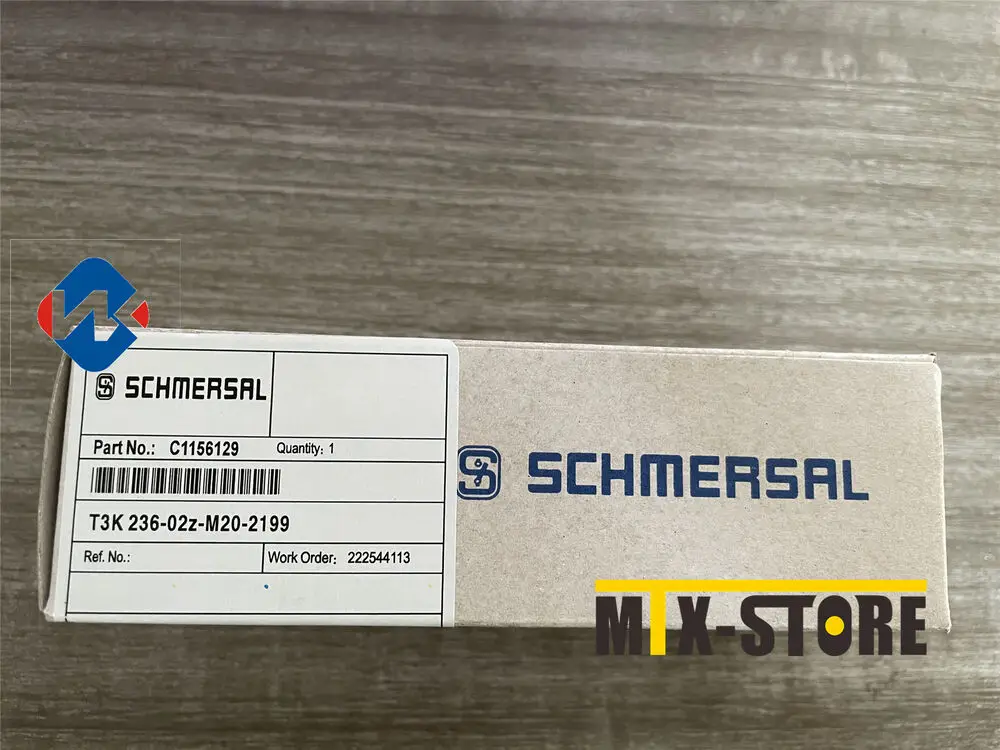 SCHMERSAL
Part No.: C1156129 Quantity: 1
T3K 236-02z-M20-2199
Ref. No.: Work Order: 222544113
SCHMERSAL
MTX-STORE